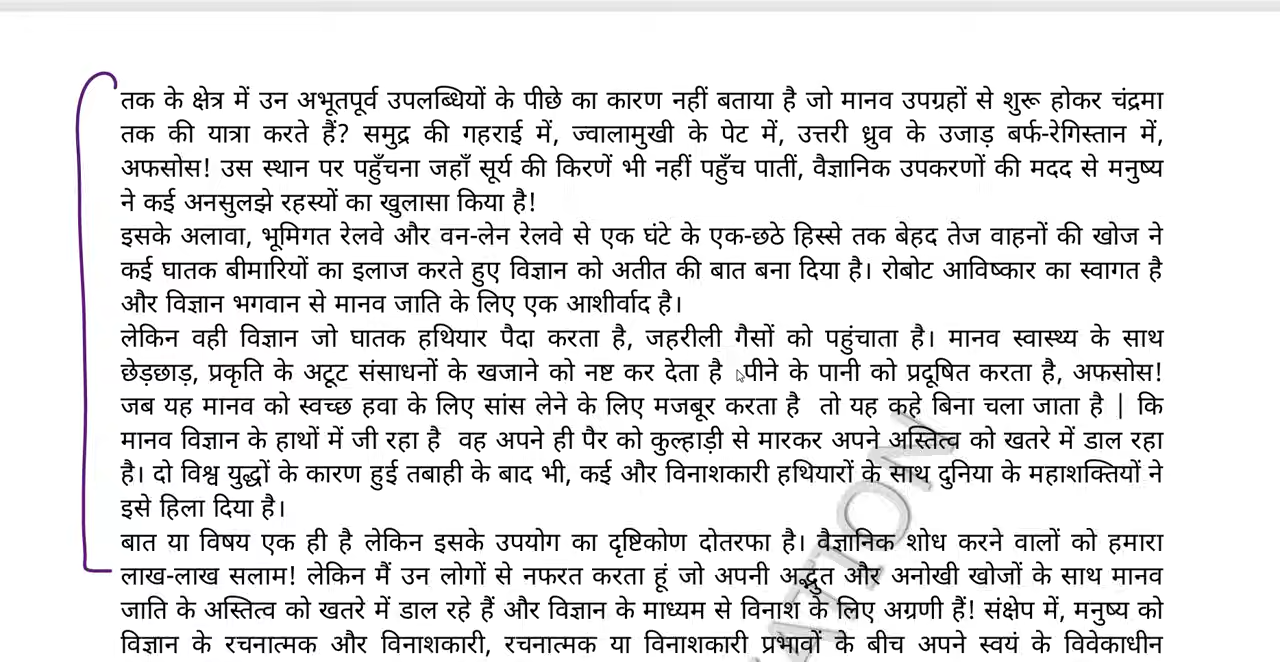 तक के क्षेत्र में उन अभूतपूर्व उपलब्धियों के पीछे का कारण नहीं बताया है जो मानव उपग्रहों से शुरू होकर चंद्रमा
तक की यात्रा करते हैं? समुद्र की गहराई में, ज्वालामुखी के पेट में, उत्तरी ध्रुव के उजाड़ बर्फ-रेगिस्तान में,
अफसोस! उस स्थान पर पहुँचना जहाँ सूर्य की किरणें भी नहीं पहुँच पातीं, वैज्ञानिक उपकरणों की मदद से मनुष्य
ने कई अनसुलझे रहस्यों का खुलासा किया है!
इसके अलावा, भूमिगत रेलवे और वन-लेन रेलवे से एक घंटे के एक-छठे हिस्से तक बेहद तेज वाहनों की खोज ने
कई घातक बीमारियों का इलाज करते हुए विज्ञान को अतीत की बात बना दिया है। रोबोट आविष्कार का स्वागत है
और विज्ञान भगवान से मानव जाति के लिए एक आशीर्वाद है।
लेकिन वही विज्ञान जो घातक हथियार पैदा करता है, जहरीली गैसों को पहुंचाता है। मानव स्वास्थ्य के साथ
छेड़छाड़, प्रकृति के अटूट संसाधनों के खजाने को नष्ट कर देता है पीने के पानी को प्रदूषित करता है, अफसोस!
जब यह मानव को स्वच्छ हवा के लिए सांस लेने के लिए मजबूर करता है तो यह कहे बिना चला जाता है | कि
मानव विज्ञान के हाथों में जी रहा है वह अपने ही पैर को कुल्हाड़ी से मारकर अपने अस्तित्व को खतरे में डाल रहा
है। दो विश्व युद्धों के कारण हुई तबाही के बाद भी, कई और विनाशकारी हथियारों के साथ दुनिया के महाशक्तियों ने
इसे हिला दिया है।
बात या विषय एक ही है लेकिन इसके उपयोग का दृष्टिकोण दोतरफा है। वैज्ञानिक शोध करने वालों को हमारा
लाख-लाख सलाम! लेकिन मैं उन लोगों से नफरत करता हूं जो अपनी अद्भुत और अनोखी खोजों के साथ मानव
जाति के अस्तित्व को खतरे में डाल रहे हैं और विज्ञान के माध्यम से विनाश के लिए अग्रणी हैं! संक्षेप में, मनुष्य को
विज्ञान के रचनात्मक और विनाशकारी, रचनात्मक या विनाशकारी प्रभावों के बीच अपने स्वयं के विवेकाधीन